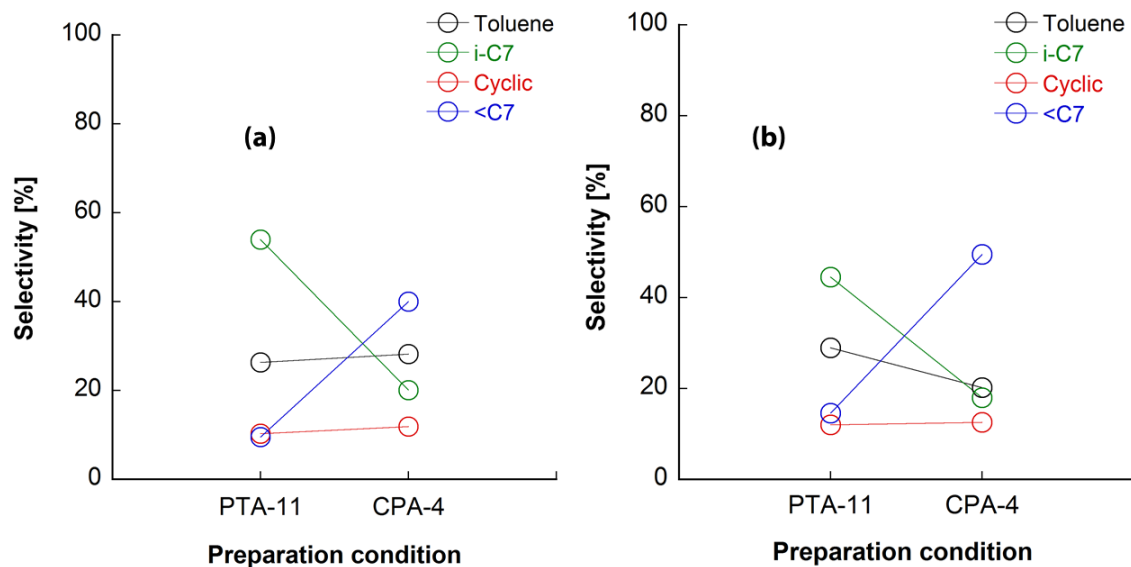 Toluene
i-C7
Cyclic
<C7
(a)
Selectivity [%]
100
80
60
40
20
0
PTA-11 CPA-4
Preparation condition
Toluene
i-C7
Cyclic
<C7
(b)
Selectivity [%]
100
80
60
40
20
0
PTA-11 CPA-4
Preparation condition